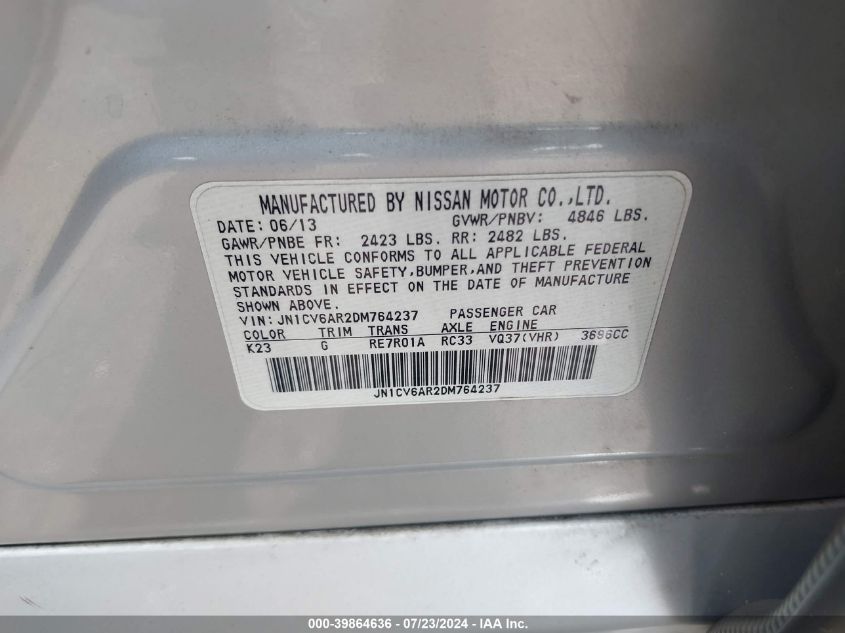 MANUFACTURED BY NISSAN MOTOR CO.,LTD.
DATE: 06/13 GVWR/PNBV: 4846 LBS.
GAWR/PNBE FR: 2423 LBS. RR: 2482 LBS.
THIS VEHICLE CONFORMS TO ALL APPLICABLE FEDERAL
MOTOR VEHICLE SAFETY,BUMPER,AND THEFT PREVENTION
STANDARDS IN EFFECT ON THE DATE OF MANUFACTURE
SHOWN ABOVE.
VIN: JN1CV6AR2DM764237 PASSENGER CAR
COLOR TRIM TRANS AXLE ENGINE
K23 G RE7R01A RC33 VQ37(VHR) 3696CC
JN1CV6AR2DM764237
000-39864636 - 07/23/2024 - IAA Inc.